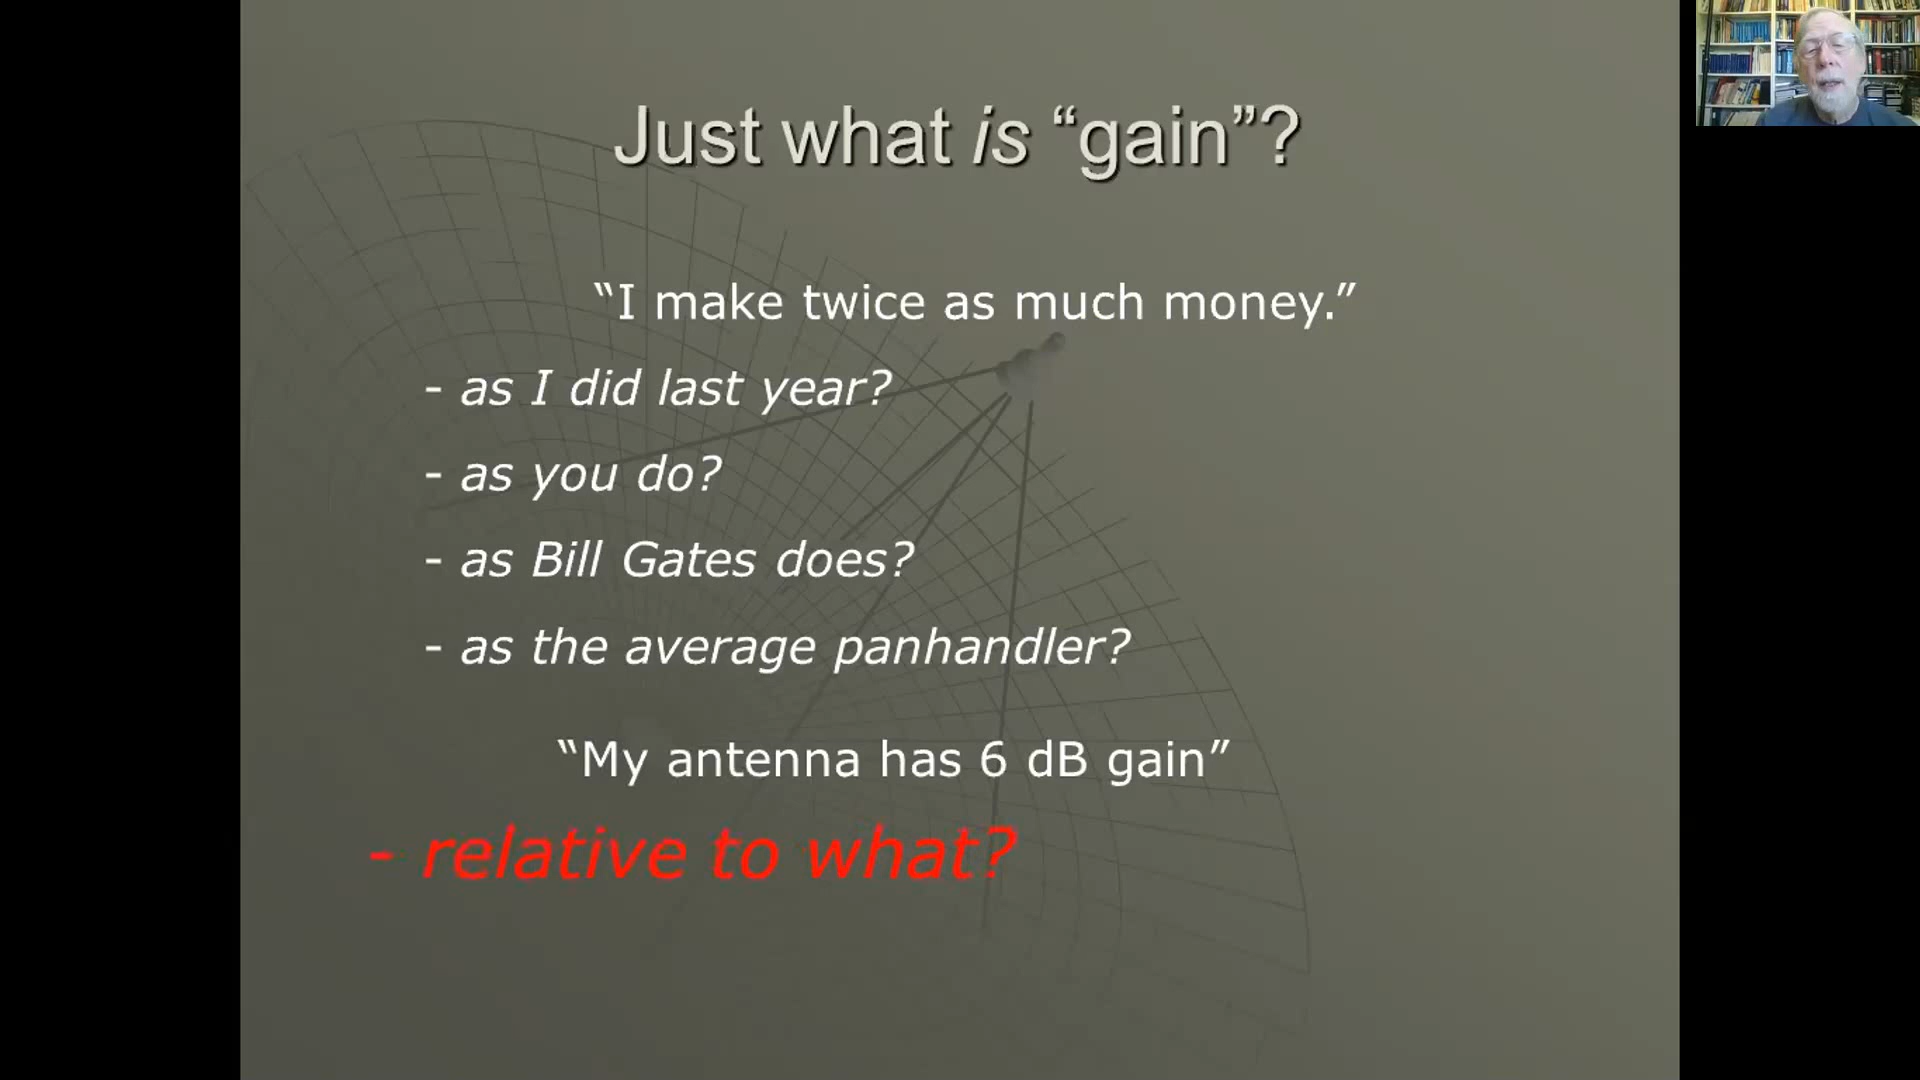 Just what is “gain”?
“I make twice as much money.”
- as I did last year?
- as you do?
- as Bill Gates does?
- as the average panhandler?
“My antenna has 6 dB gain”
- relative to what?